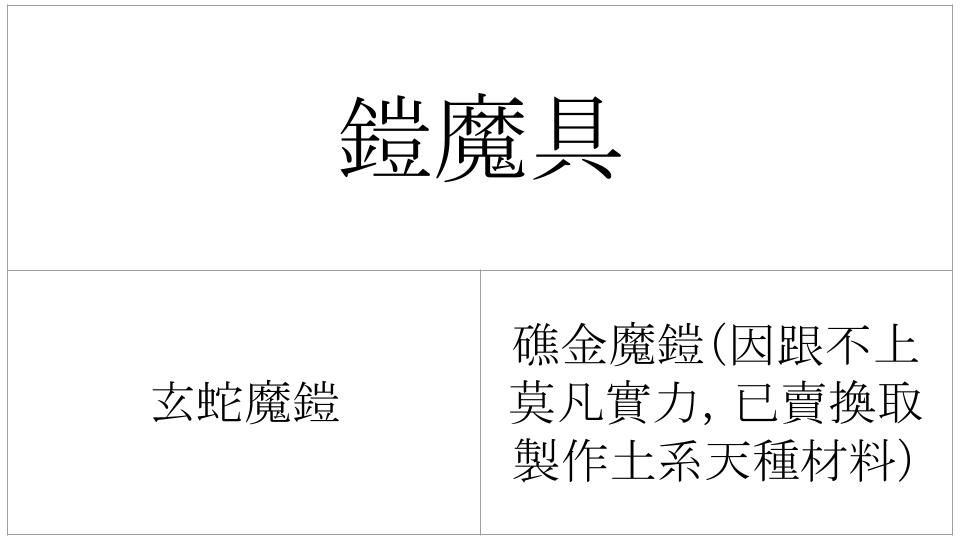 鎧魔具
玄蛇魔鎧
礁金魔鎧(因跟不上
莫凡實力, 已賣換取
製作土系天種材料)